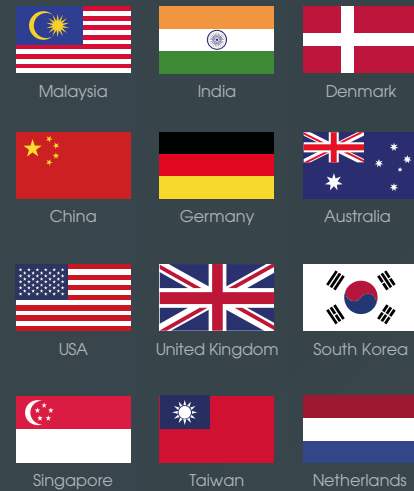 Malaysia
India
Denmark
China
Germany
Australia
USA
United Kingdom
South Korea
Singapore
Taiwan
Netherlands